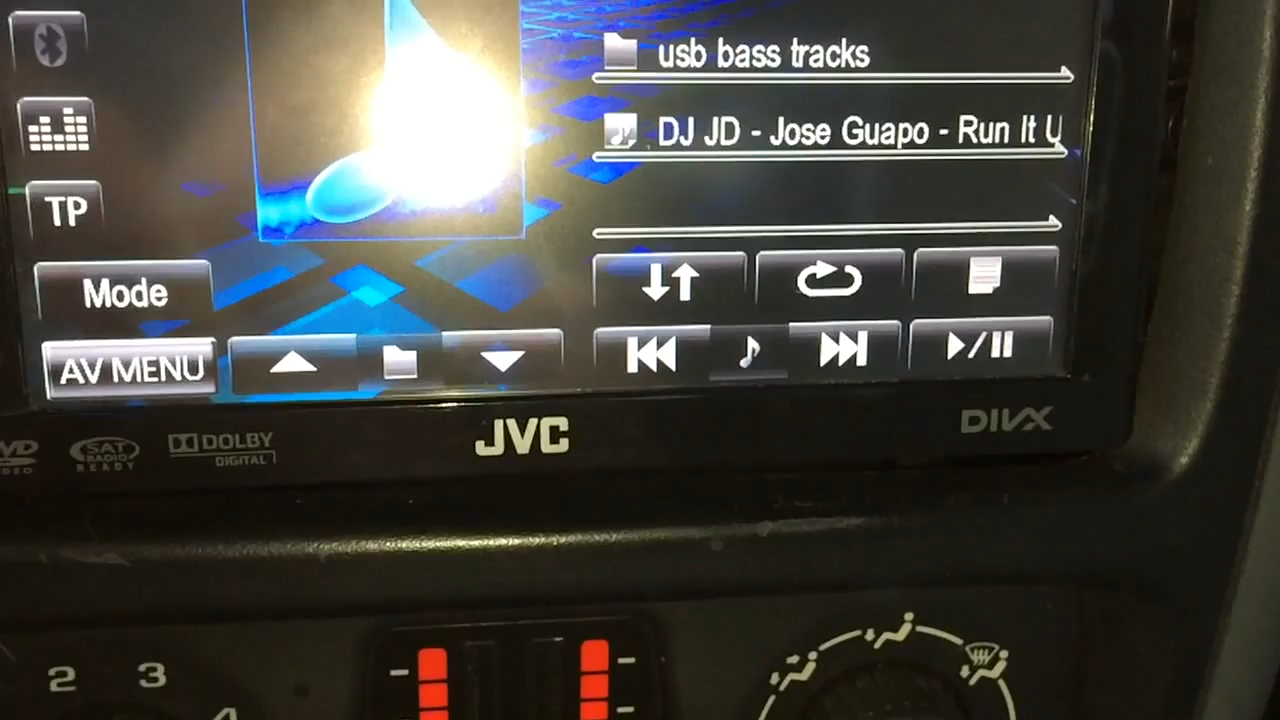 usb bass tracks
DJ JD - Jose Guapo - Run It U
TP
Mode
AV MENU
JVC
DIVX
SAT
RADIO
READY
DOLBY
DIGITAL
2 3
4